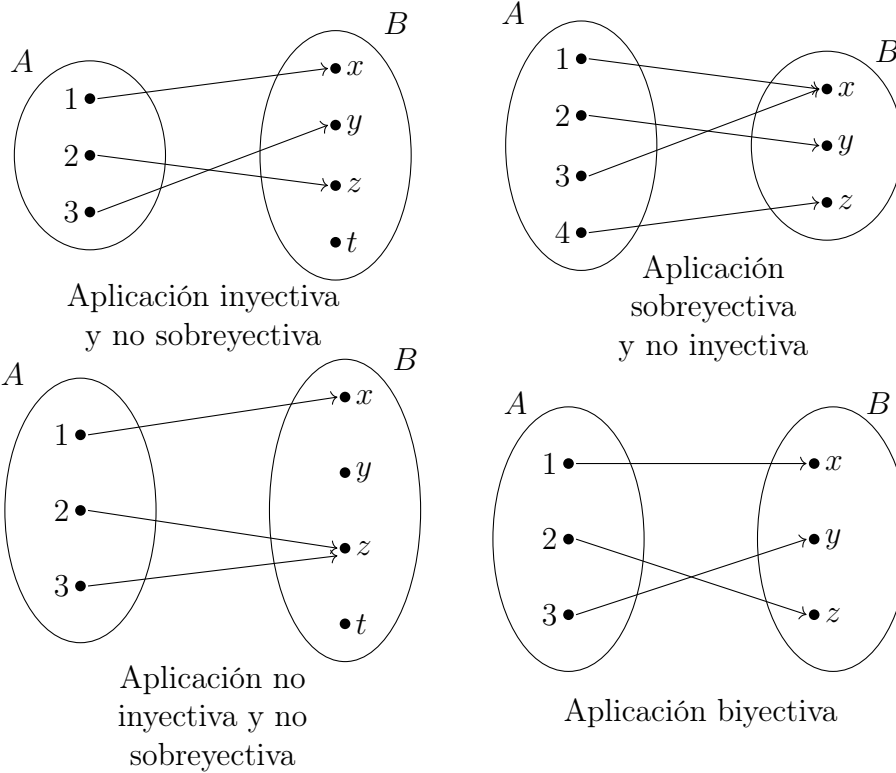 A
B
1
2
3
x
y
z
t
Aplicación inyectiva
y no sobreyectiva
A
B
1
2
3
4
x
y
z
Aplicación
sobreyectiva
y no inyectiva
A
B
1
2
3
x
y
z
t
Aplicación no
inyectiva y no
sobreyectiva
A
B
1
2
3
x
y
z
Aplicación biyectiva